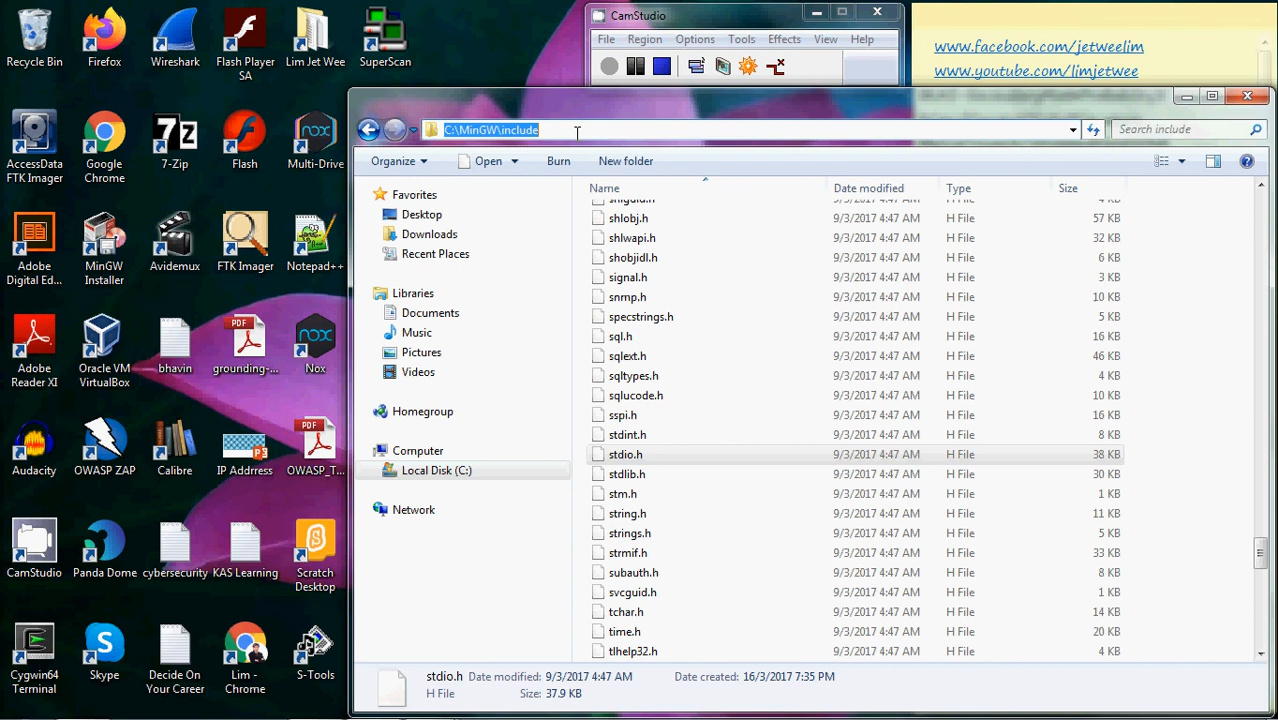 Recycle Bin
Firefox
Wireshark
Flash Player
SA
Lim Jet Wee
SuperScan
AccessData
FTK Imager
Google
Chrome
7-Zip
Flash
Multi-Drive
Adobe
Digital Ed...
MinGW
Installer
Avidemux
FTK Imager
Notepad++
Adobe
Reader XI
Oracle VM
VirtualBox
bhavin
grounding-...
Nox
Audacity
OWASP ZAP
Calibre
IP Addrress
OWASP_T...
CamStudio
Panda Dome
cybersecurity
KAS Learning
Scratch
Desktop
Cygwin64
Terminal
Skype
Decide On
Your Career
Lim -
Chrome
S-Tools
CamStudio
File Region Options Tools Effects View Help
www.facebook.com/jetweelim
www.youtube.com/limjetwee
C:\MinGW\include
Search include
Organize Open Burn New folder
Favorites
Desktop
Downloads
Recent Places
Libraries
Documents
Music
Pictures
Videos
Homegroup
Computer
Local Disk (C:)
Network
Name Date modified Type Size
shlobj.h 9/3/2017 4:47 AM H File 57 KB
shlwapi.h 9/3/2017 4:47 AM H File 32 KB
shobjidl.h 9/3/2017 4:47 AM H File 6 KB
signal.h 9/3/2017 4:47 AM H File 3 KB
snmp.h 9/3/2017 4:47 AM H File 10 KB
specstrings.h 9/3/2017 4:47 AM H File 5 KB
sql.h 9/3/2017 4:47 AM H File 16 KB
sqlext.h 9/3/2017 4:47 AM H File 46 KB
sqltypes.h 9/3/2017 4:47 AM H File 4 KB
sqlucode.h 9/3/2017 4:47 AM H File 10 KB
sspi.h 9/3/2017 4:47 AM H File 16 KB
stdint.h 9/3/2017 4:47 AM H File 8 KB
stdio.h 9/3/2017 4:47 AM H File 38 KB
stdlib.h 9/3/2017 4:47 AM H File 30 KB
stm.h 9/3/2017 4:47 AM H File 1 KB
string.h 9/3/2017 4:47 AM H File 11 KB
strings.h 9/3/2017 4:47 AM H File 5 KB
strmif.h 9/3/2017 4:47 AM H File 33 KB
subauth.h 9/3/2017 4:47 AM H File 8 KB
svcguid.h 9/3/2017 4:47 AM H File 1 KB
tchar.h 9/3/2017 4:47 AM H File 14 KB
time.h 9/3/2017 4:47 AM H File 20 KB
tlhelp32.h 9/3/2017 4:47 AM H File 4 KB
stdio.h Date modified: 9/3/2017 4:47 AM Date created: 16/3/2017 7:35 PM
H File Size: 37.9 KB